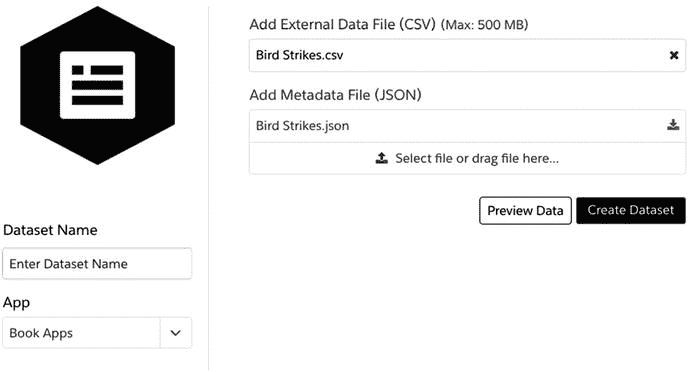 Add External Data File (CSV) (Max: 500 MB)
Bird Strikes.csv
Add Metadata File (JSON)
Bird Strikes.json
Select file or drag file here...
Preview Data
Create Dataset
Dataset Name
Enter Dataset Name
App
Book Apps